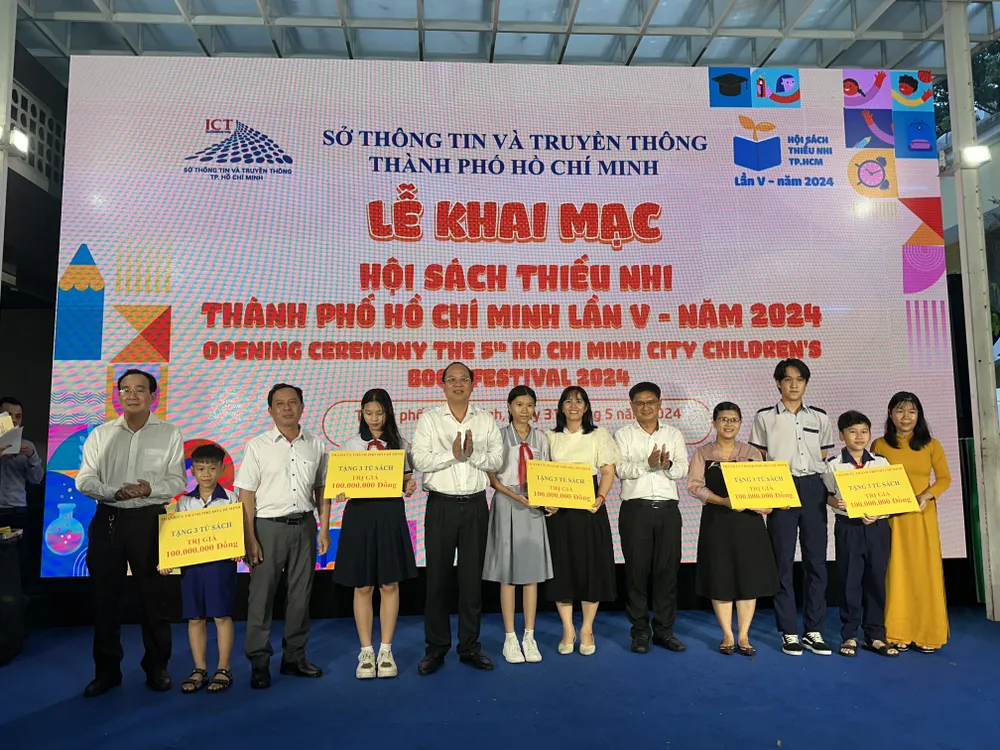 ICT
SỞ THÔNG TIN VÀ TRUYỀN THÔNG
TP. HỒ CHÍ MINH
SỞ THÔNG TIN VÀ TRUYỀN THÔNG
THÀNH PHỐ HỒ CHÍ MINH
HỘI SÁCH
THIẾU NHI
TP.HCM
Lần V - năm 2024
LỄ KHAI MẠC
HỘI SÁCH THIẾU NHI
THÀNH PHỐ HỒ CHÍ MINH LẦN V - NĂM 2024
OPENING CEREMONY THE 5th HO CHI MINH CITY CHILDREN'S
FESTIVAL 2024
5 2024
TẶNG 3 TỦ SÁCH
TRỊ GIÁ
100.000.000 Đồng
TẶNG 3 TỦ SÁCH
TRỊ GIÁ
100.000.000 Đồng
TẶNG 3 TỦ SÁCH
TRỊ GIÁ
100.000.000 Đồng
TẶNG 3 TỦ SÁCH
TRỊ GIÁ
100.000.000 Đồng
TẶNG 3 TỦ SÁCH
TRỊ GIÁ
100.000.000 Đồng